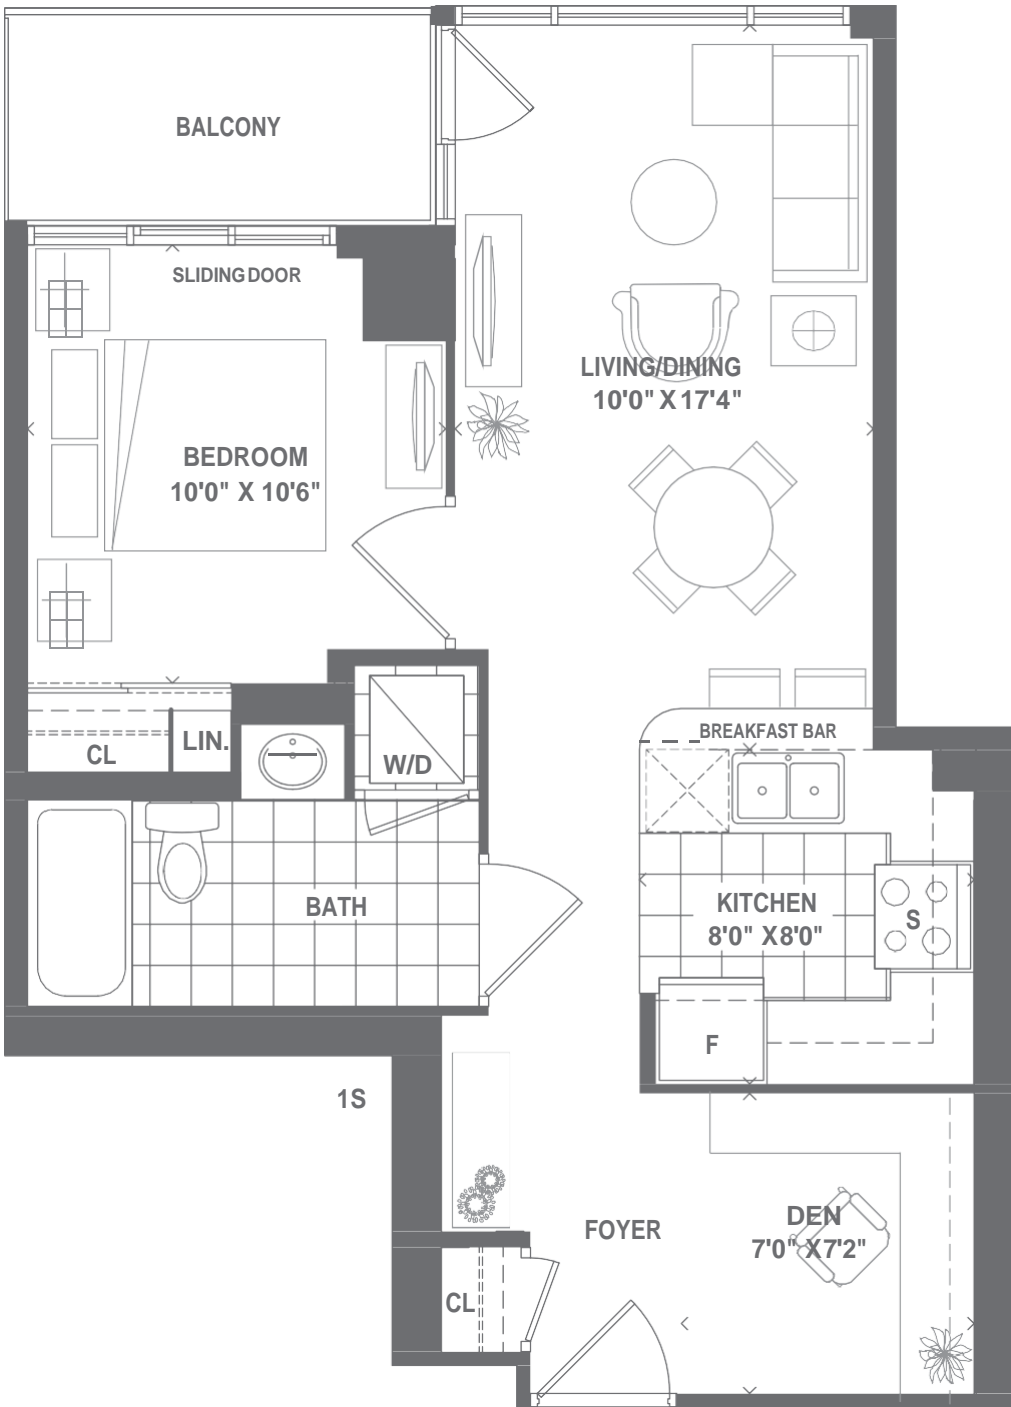 BALCONY
SLIDING DOOR
LIVING/DINING
10'0" X 17'4"
BEDROOM
10'0" X 10'6"
BREAKFAST BAR
CL
LIN.
W/D
BATH
KITCHEN
8'0" X 8'0"
S
F
1S
FOYER
DEN
7'0" X 7'2"
CL